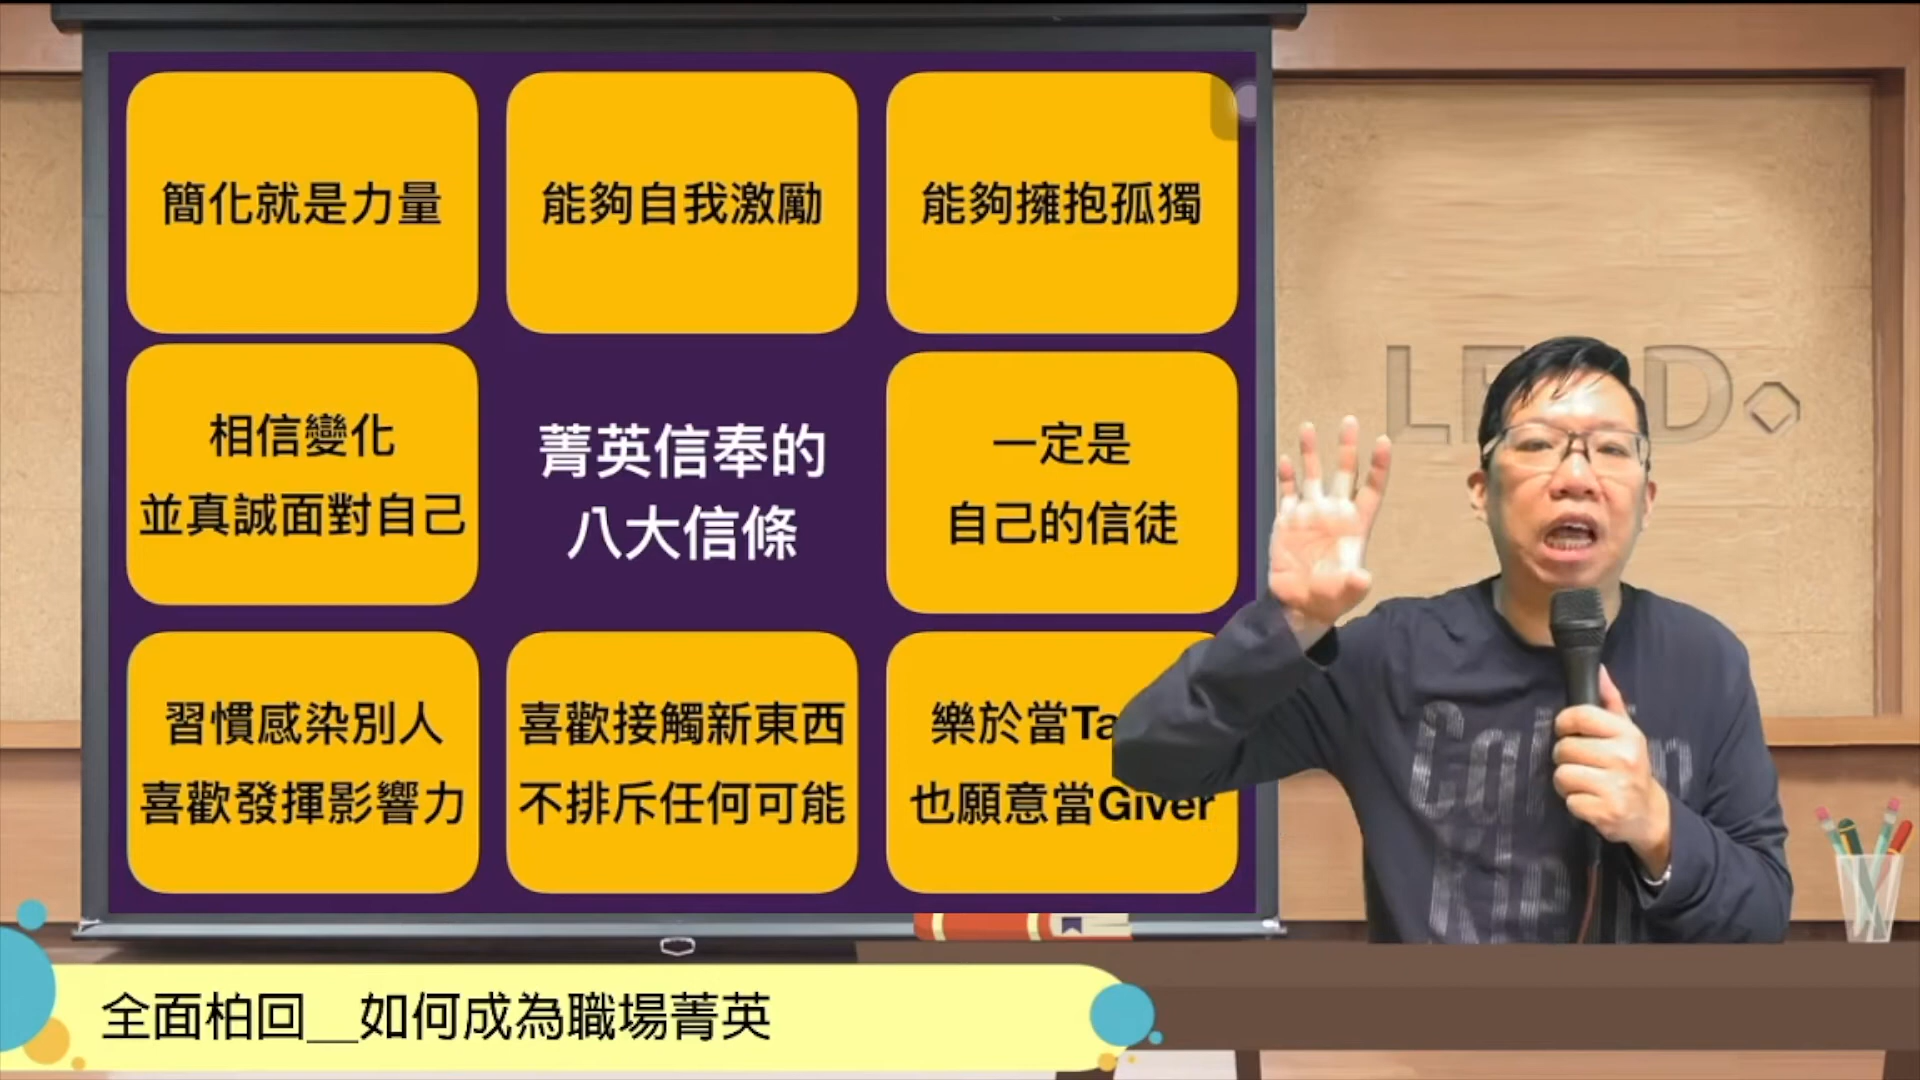 簡化就是力量
能夠自我激勵
能夠擁抱孤獨
相信變化
並真誠面對自己
菁英信奉的
八大信條
一定是
自己的信徒
習慣感染別人
喜歡發揮影響力
喜歡接觸新東西
不排斥任何可能
樂於當
也願意當Giver
全面柏回__如何成為職場菁英